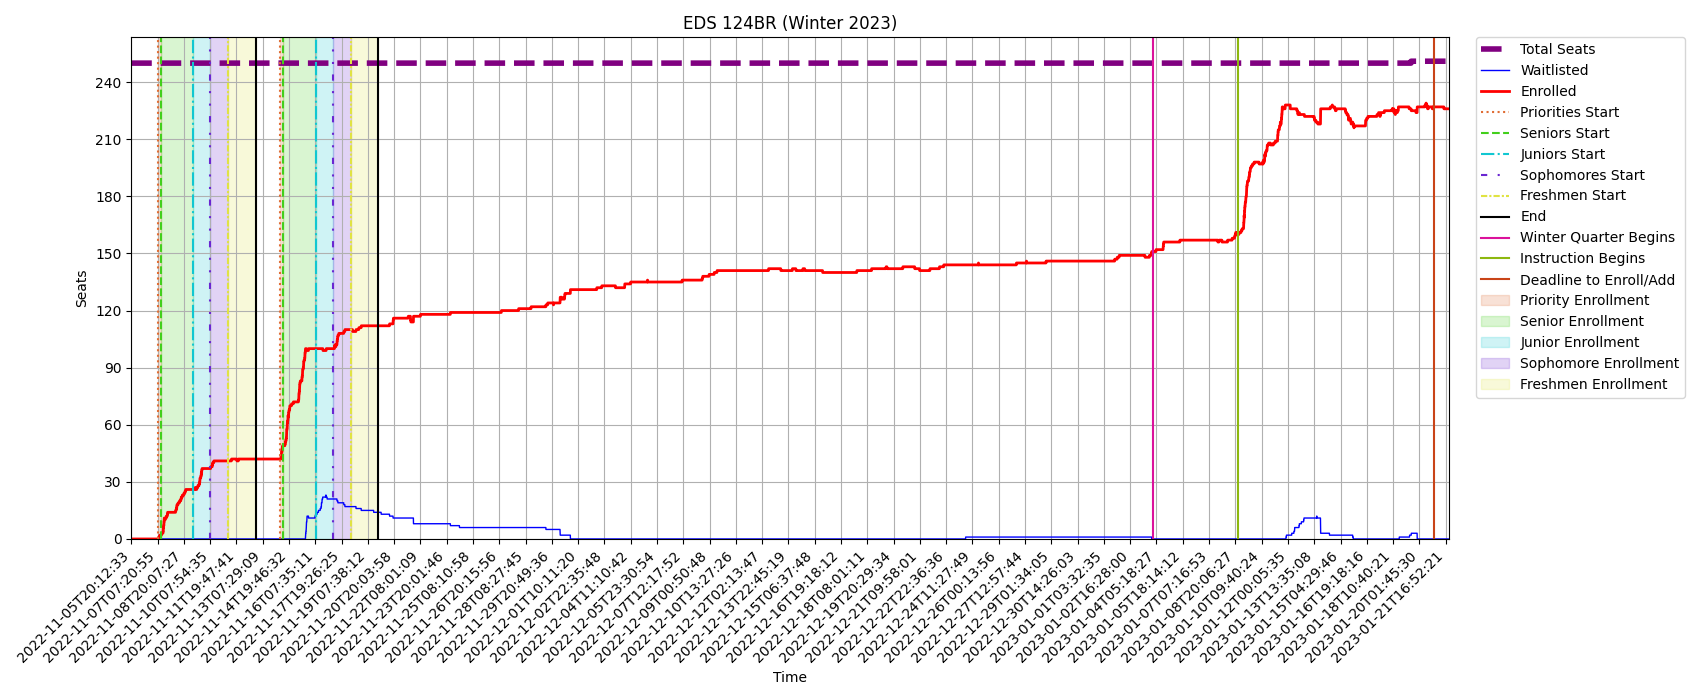 EDS 124BR (Winter 2023)
Seats
240
210
180
150
120
90
60
30
0
2022-11-05T20:12:33
2022-11-07T07:20:55
2022-11-08T20:07:27
2022-11-10T07:54:35
2022-11-11T19:47:41
2022-11-13T07:29:09
2022-11-14T19:46:32
2022-11-16T07:35:11
2022-11-17T19:26:25
2022-11-19T07:38:12
2022-11-20T20:03:58
2022-11-22T08:01:09
2022-11-23T20:01:46
2022-11-25T08:10:58
2022-11-26T20:15:56
2022-11-28T08:27:45
2022-11-29T20:49:36
2022-12-01T10:11:20
2022-12-02T22:35:48
2022-12-04T11:10:42
2022-12-05T23:30:54
2022-12-07T12:17:52
2022-12-09T00:50:48
2022-12-10T13:27:26
2022-12-12T02:13:47
2022-12-13T22:45:19
2022-12-15T06:37:48
2022-12-16T19:18:12
2022-12-18T08:01:11
2022-12-19T20:29:34
2022-12-21T09:58:01
2022-12-22T22:36:36
2022-12-24T11:27:49
2022-12-26T00:13:56
2022-12-27T12:57:44
2022-12-29T01:34:05
2022-12-30T14:26:03
2023-01-01T03:32:35
2023-01-02T16:28:00
2023-01-04T05:18:27
2023-01-05T18:14:12
2023-01-07T07:16:53
2023-01-08T20:06:27
2023-01-10T09:40:24
2023-01-12T00:05:35
2023-01-13T13:35:08
2023-01-15T04:29:46
2023-01-16T19:18:16
2023-01-18T10:40:21
2023-01-20T01:45:30
2023-01-21T16:52:21
Time
Total Seats
Waitlisted
Enrolled
Priorities Start
Seniors Start
Juniors Start
Sophomores Start
Freshmen Start
End
Winter Quarter Begins
Instruction Begins
Deadline to Enroll/Add
Priority Enrollment
Senior Enrollment
Junior Enrollment
Sophomore Enrollment
Freshmen Enrollment